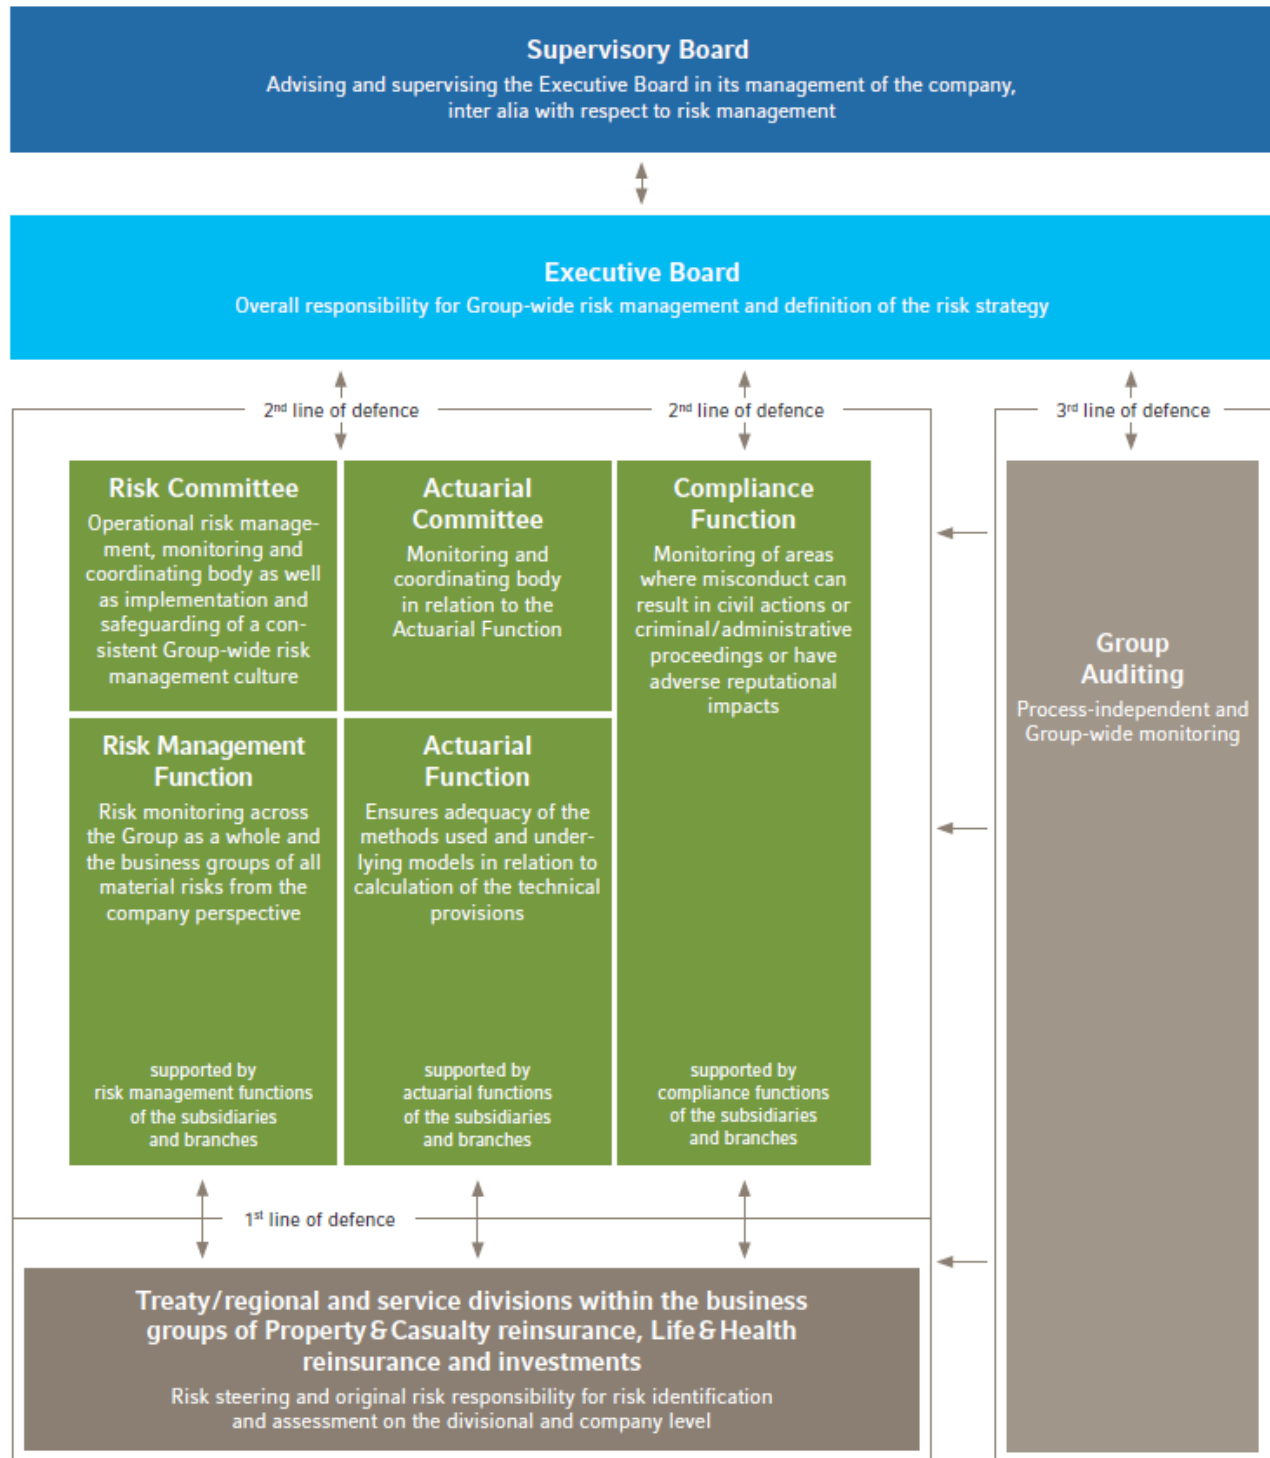 Supervisory Board
Advising and supervising the Executive Board in its management of the company,
inter alia with respect to risk management
Executive Board
Overall responsibility for Group-wide risk management and definition of the risk strategy
2nd line of defence
2nd line of defence
3rd line of defence
Risk Committee
Operational risk manage-
ment, monitoring and
coordinating body as well
as implementation and
safeguarding of a con-
sistent Group-wide risk
management culture
Actuarial
Committee
Monitoring and
coordinating body
in relation to the
Actuarial Function
Compliance
Function
Monitoring of areas
where misconduct can
result in civil actions or
criminal/administrative
proceedings or have
adverse reputational
impacts
Group
Auditing
Process-independent and
Group-wide monitoring
Risk Management
Function
Risk monitoring across
the Group as a whole and
the business groups of all
material risks from the
company perspective
Actuarial
Function
Ensures adequacy of the
methods used and under-
lying models in relation to
calculation of the technical
provisions
supported by
risk management functions
of the subsidiaries
and branches
supported by
actuarial functions
of the subsidiaries
and branches
supported by
compliance functions
of the subsidiaries
and branches
1st line of defence
Treaty/regional and service divisions within the business
groups of Property & Casualty reinsurance, Life & Health
reinsurance and investments
Risk steering and original risk responsibility for risk identification
and assessment on the divisional and company level